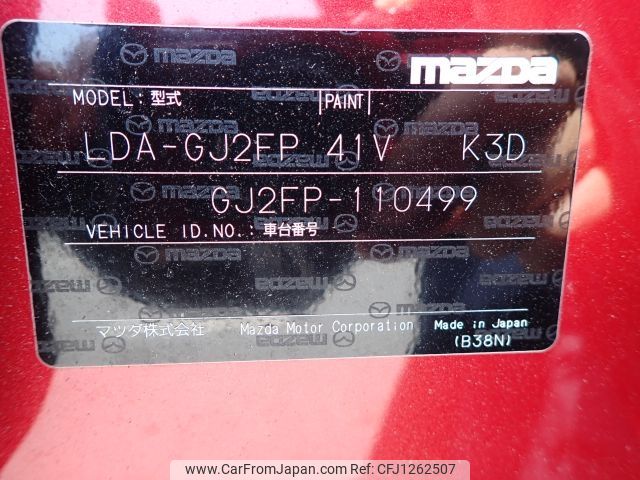 mazda
MODEL: 型式 PAINT
LDA-GJ2FP 41V K3D
GJ2FP-110499
VEHICLE ID.NO.: 車台番号
マツダ株式会社 Mazda Motor Corporation Made in Japan
(B38N)
www.CarFromJapan.com | Ref No. CFJ1262507